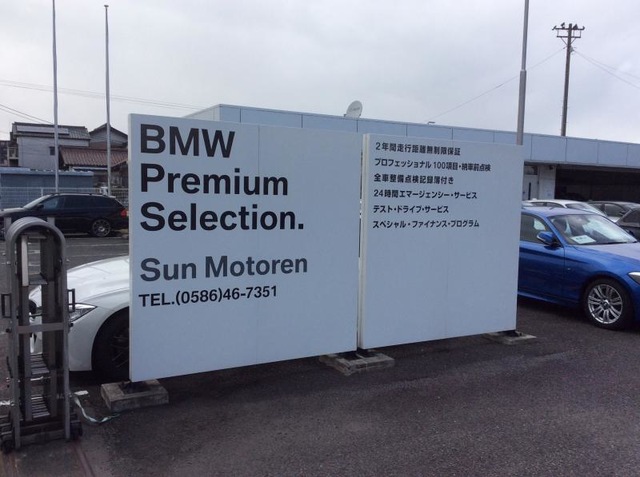 BMW
Premium
Selection.
Sun Motoren
TEL.(0586)46-7351
2年間走行距離無制限保証
プロフェッショナル100項目・納車前点検
全車整備点検記録簿付き
24時間エマージェンシー・サービス
テスト・ドライブ・サービス
スペシャル・ファイナンス・プログラム